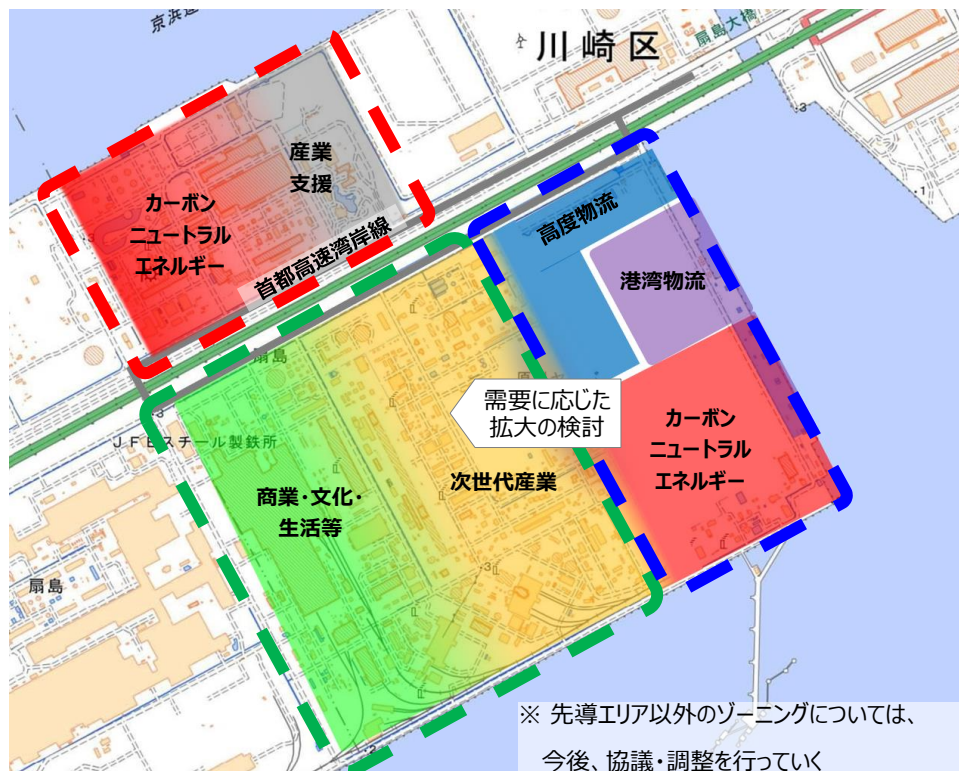 京浜運
川崎区
扇島大橋
産業
支援
カーボン
ニュートラル
エネルギー
首都高速湾岸線
高度物流
港湾物流
扇島
需要に応じた
拡大の検討
JFEスチール製鉄所
カーボン
ニュートラル
エネルギー
次世代産業
商業・文化・
生活等
扇島
※ 先導エリア以外のゾーニングについては、
今後、協議・調整を行っていく